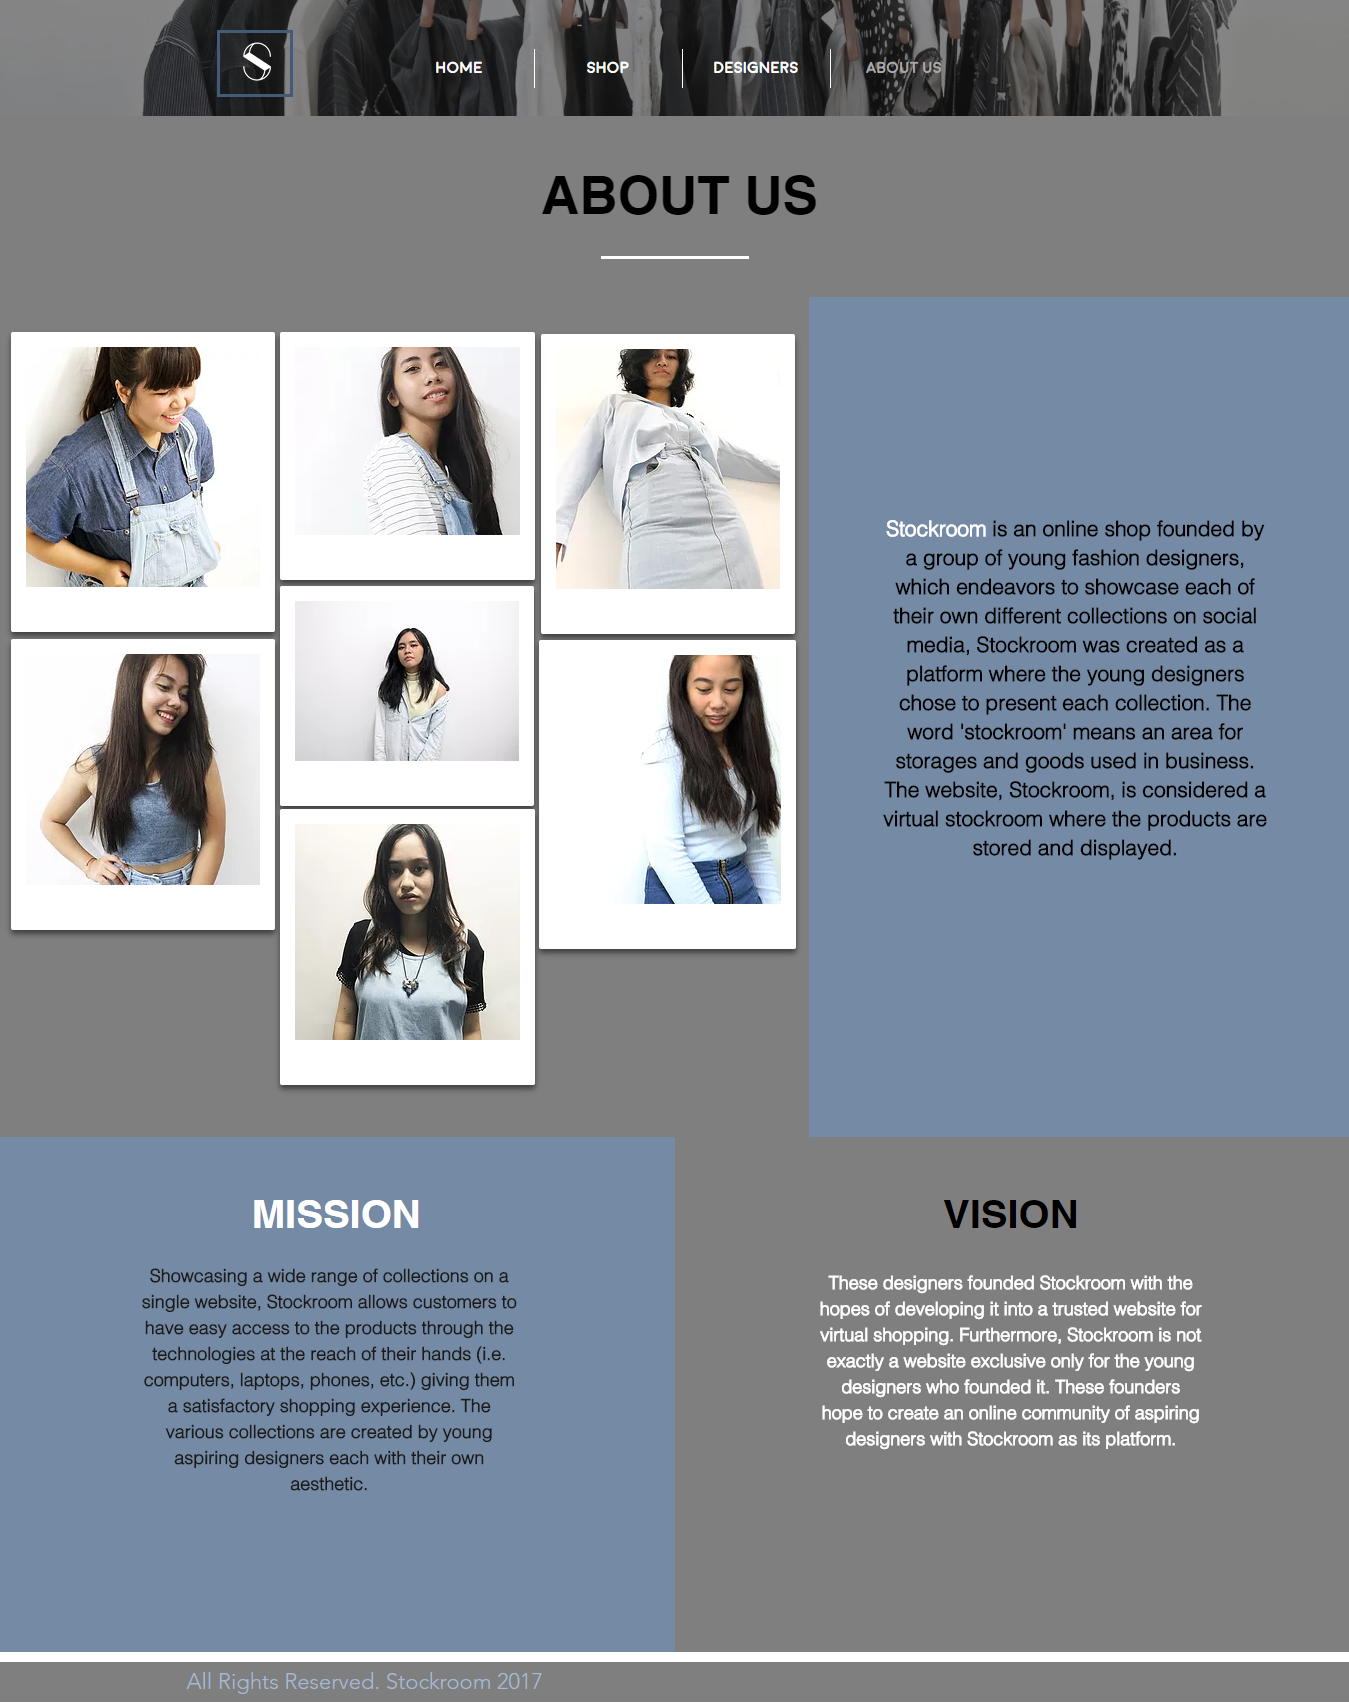 S
HOME
SHOP
DESIGNERS
ABOUT US
ABOUT US
Stockroom is an online shop founded by
a group of young fashion designers,
which endeavors to showcase each of
their own different collections on social
media, Stockroom was created as a
platform where the young designers
chose to present each collection. The
word 'stockroom' means an area for
storages and goods used in business.
The website, Stockroom, is considered a
virtual stockroom where the products are
stored and displayed.
MISSION
Showcasing a wide range of collections on a
single website, Stockroom allows customers to
have easy access to the products through the
technologies at the reach of their hands (i.e.
computers, laptops, phones, etc.) giving them
a satisfactory shopping experience. The
various collections are created by young
aspiring designers each with their own
aesthetic.
VISION
These designers founded Stockroom with the
hopes of developing it into a trusted website for
virtual shopping. Furthermore, Stockroom is not
exactly a website exclusive only for the young
designers who founded it. These founders
hope to create an online community of aspiring
designers with Stockroom as its platform.
All Rights Reserved. Stockroom 2017